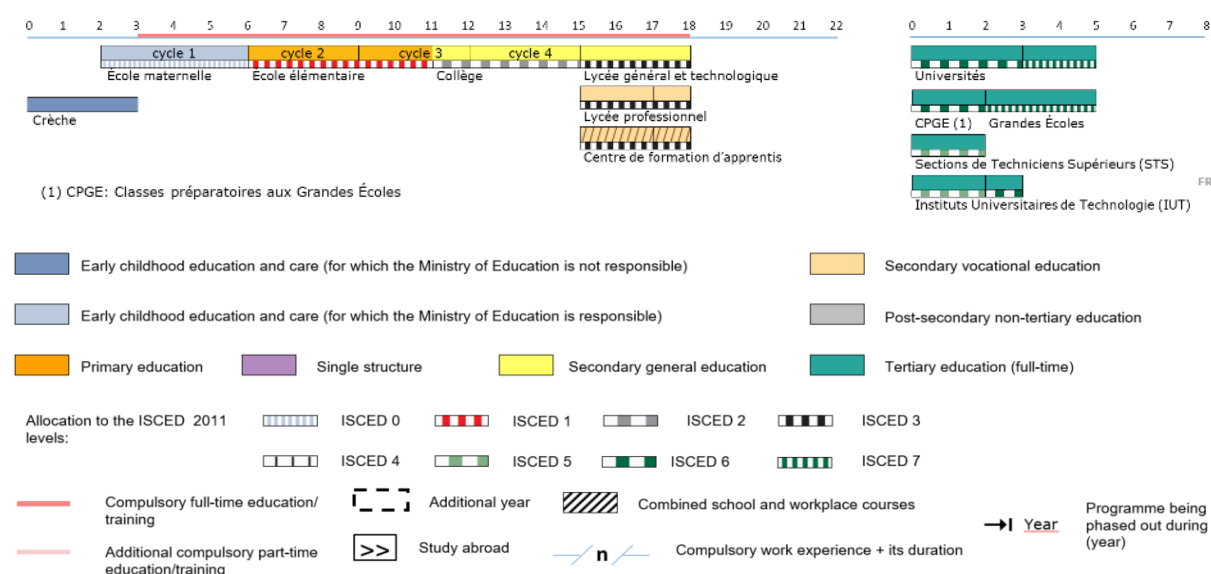 0 1 2 3 4 5 6 7 8 9 10 11 12 13 14 15 16 17 18 19 20 21 22
0 1 2 3 4 5 6 7 8
cycle 1 cycle 2 cycle 3 cycle 4
École maternelle École élémentaire Collège Lycée général et technologique
Universités
Crèche
Lycée professionnel
CPGE (1) Grandes Écoles
Centre de formation d'apprentis
Sections de Techniciens Supérieurs (STS)
(1) CPGE: Classes préparatoires aux Grandes Écoles
FR
Instituts Universitaires de Technologie (IUT)
Early childhood education and care (for which the Ministry of Education is not responsible)
Secondary vocational education
Early childhood education and care (for which the Ministry of Education is responsible)
Post-secondary non-tertiary education
Primary education
Single structure
Secondary general education
Tertiary education (full-time)
Allocation to the ISCED 2011
levels:
ISCED 0
ISCED 1
ISCED 2
ISCED 3
ISCED 4
ISCED 5
ISCED 6
ISCED 7
Compulsory full-time education/
training
Additional year
Combined school and workplace courses
Year
Programme being
phased out during
(year)
Additional compulsory part-time
education/training
>>
Study abroad
n
Compulsory work experience + its duration